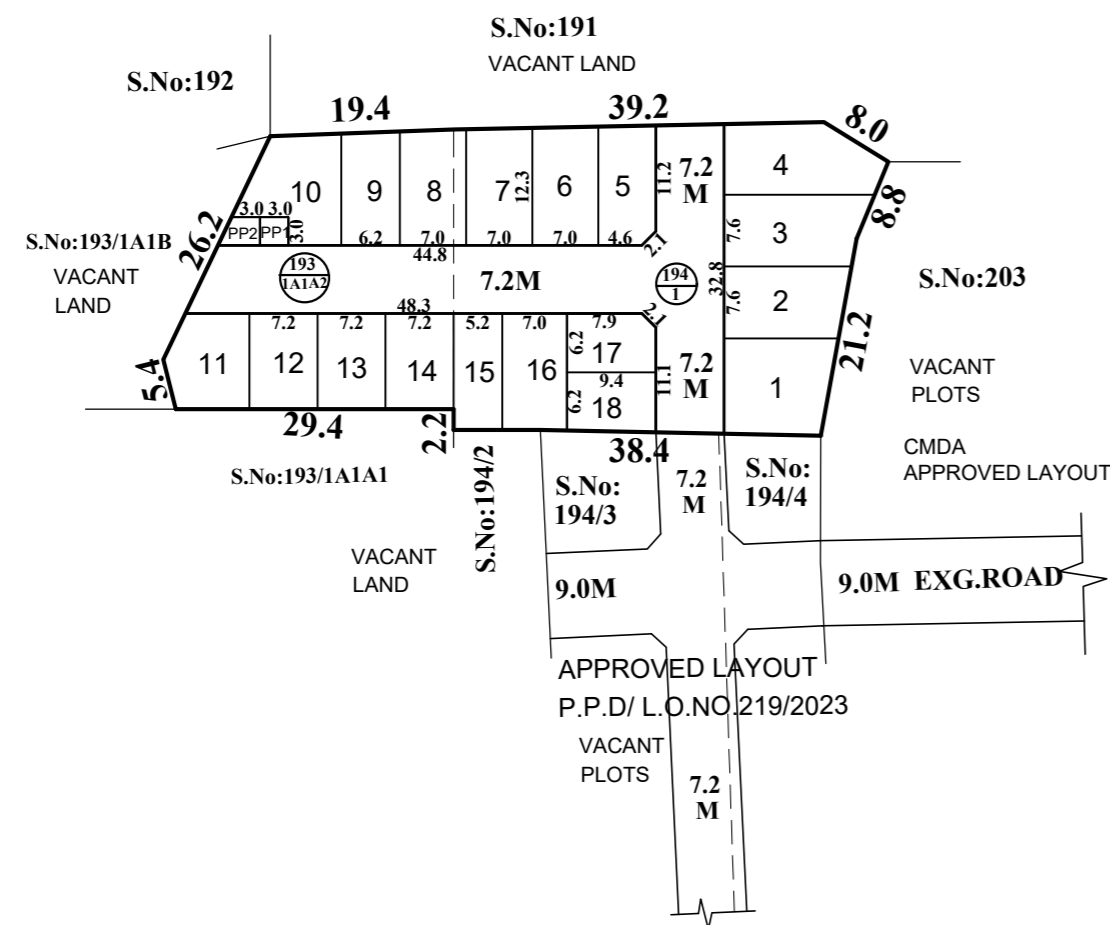 S.No:191
VACANT LAND
S.No:192
19.4
39.2
8.0
10
9
8
7
12.3
6
5
11.2
7.2
M
4
8.8
3.0 3.0
PP2
PP1
3.0
6.2
7.0
7.0
7.0
4.6
2.1
7.6
3
S.No:193/1A1B
VACANT
LAND
26.2
44.8
193
1A1A2
7.2M
194
1
32.8
S.No:203
48.3
2.1
7.6
2
21.2
7.2
7.2
7.2
5.2
7.0
7.9
11
12
13
14
15
16
6.2
17
9.4
6.2
18
11.1
7.2
M
1
5.4
VACANT
PLOTS
29.4
2.2
38.4
CMDA
APPROVED LAYOUT
S.No:193/1A1A1
S.No:194/2
S.No:
194/3
7.2
M
S.No:
194/4
VACANT
LAND
9.0M
9.0M EXG.ROAD
APPROVED LAYOUT
P.P.D/ L.O.NO.219/2023
VACANT
PLOTS
7.2
M